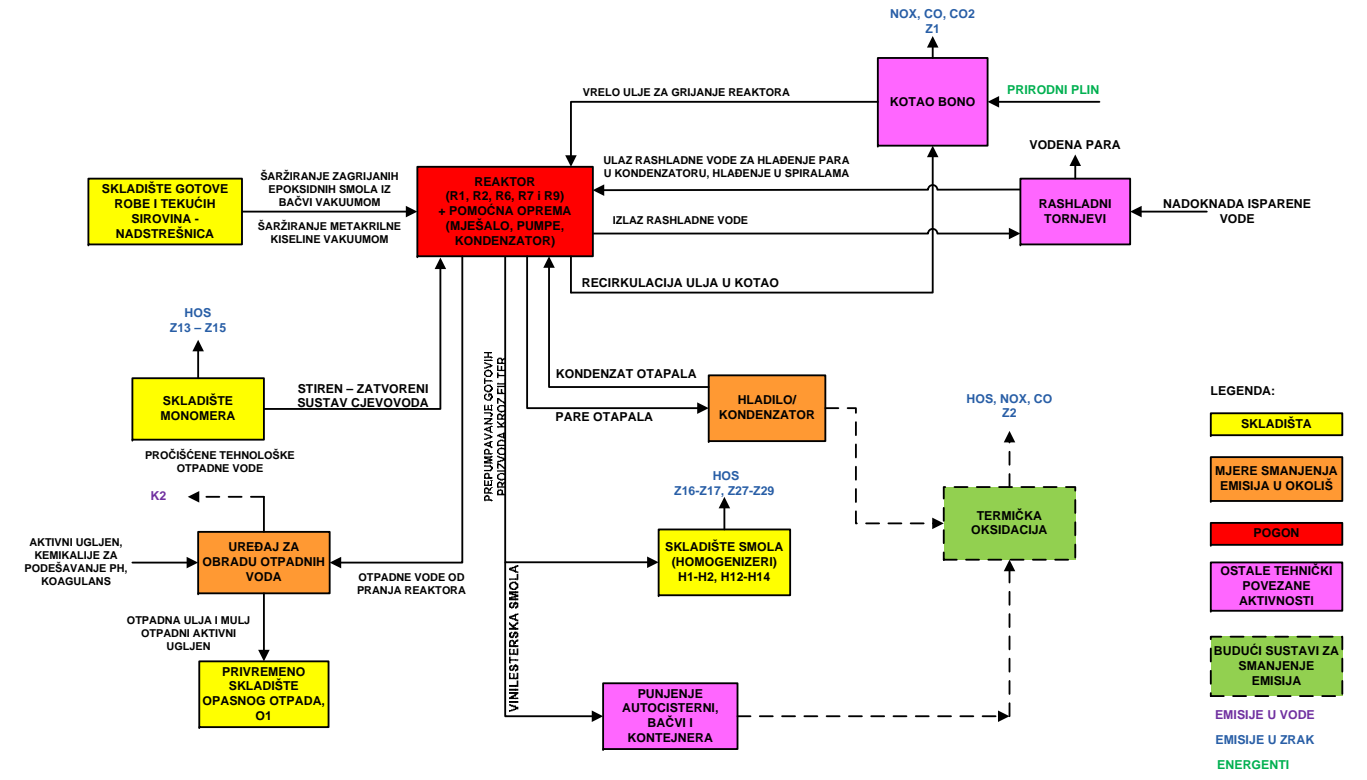 NOX, CO, CO2
Z1
KOTAO BONO
PRIRODNI PLIN
VRELO ULJE ZA GRIJANJE REAKTORA
VODENA PARA
ULAZ RASHLADNE VODE ZA HLAĐENJE PARA
U KONDENZATORU, HLAĐENJE U SPIRALAMA
SKLADIŠTE GOTOVE
ROBE I TEKUĆIH
SIROVINA -
NADSTREŠNICA
ŠARŽIRANJE ZAGRIJANIH
EPOKSIDNIH SMOLA IZ
BAČVI VAKUUMOM
ŠARŽIRANJE METAKRILNE
KISELINE VAKUUMOM
REAKTOR
(R1, R2, R6, R7 i R9)
+ POMOĆNA OPREMA
(MJEŠALO, PUMPE,
KONDENZATOR)
IZLAZ RASHLADNE VODE
RASHLADNI
TORNJEVI
NADOKNADA ISPARENE
VODE
RECIRKULACIJA ULJA U KOTAO
HOS
Z13 – Z15
SKLADIŠTE
MONOMERA
STIREN – ZATVORENI
SUSTAV CJEVOVODA
PREPUMPAVANJE GOTOVIH
PROIZVODA KROZ FILTER
KONDENZAT OTAPALA
PARE OTAPALA
HLADILO/
KONDENZATOR
HOS, NOX, CO
Z2
LEGENDA:
SKLADIŠTA
MJERE SMANJENJA
EMISIJA U OKOLIŠ
POGON
OSTALE TEHNIČKI
POVEZANE
AKTIVNOSTI
BUDUĆI SUSTAVI ZA
SMANJENJE
EMISIJA
EMISIJE U VODE
EMISIJE U ZRAK
ENERGENTI
PROČIŠĆENE TEHNOLOŠKE
OTPADNE VODE
K2
HOS
Z16-Z17, Z27-Z29
TERMIČKA
OKSIDACIJA
AKTIVNI UGLJEN,
KEMIKALIJE ZA
PODEŠAVANJE PH,
KOAGULANS
UREĐAJ ZA
OBRADU OTPADNIH
VODA
OTPADNE VODE OD
PRANJA REAKTORA
SKLADIŠTE SMOLA
(HOMOGENIZERI)
H1-H2, H12-H14
OTPADNA ULJA I MULJ
OTPADNI AKTIVNI
UGLJEN
VINILESTERSKA SMOLA
PRIVREMENO
SKLADIŠTE
OPASNOG OTPADA,
O1
PUNJENJE
AUTOCISTERNI,
BAČVI I
KONTEJNERA